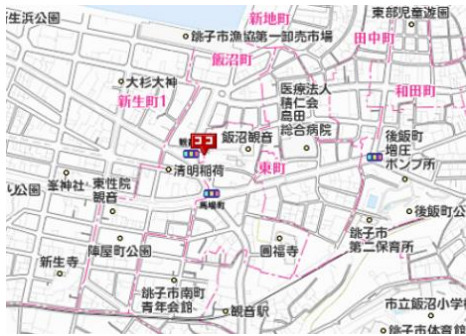 生浜公園
新地町
東部児童遊園
銚子市漁協第一卸売市場
田中町
飯沼町
大杉大神
新生町1
医療法人
積仁会
島田
総合病院
和田町
ココ
飯沼観音
後飯町
増圧
ポンプ所
清明稲荷
東町
峯神社
東性院
観音
馬場町
り公園
後飯町公
銚子市
第二保育所
陣屋町公園
圓福寺
新生寺
銚子市南町
青年会館
観音駅
市立飯沼小学校
銚子市体育